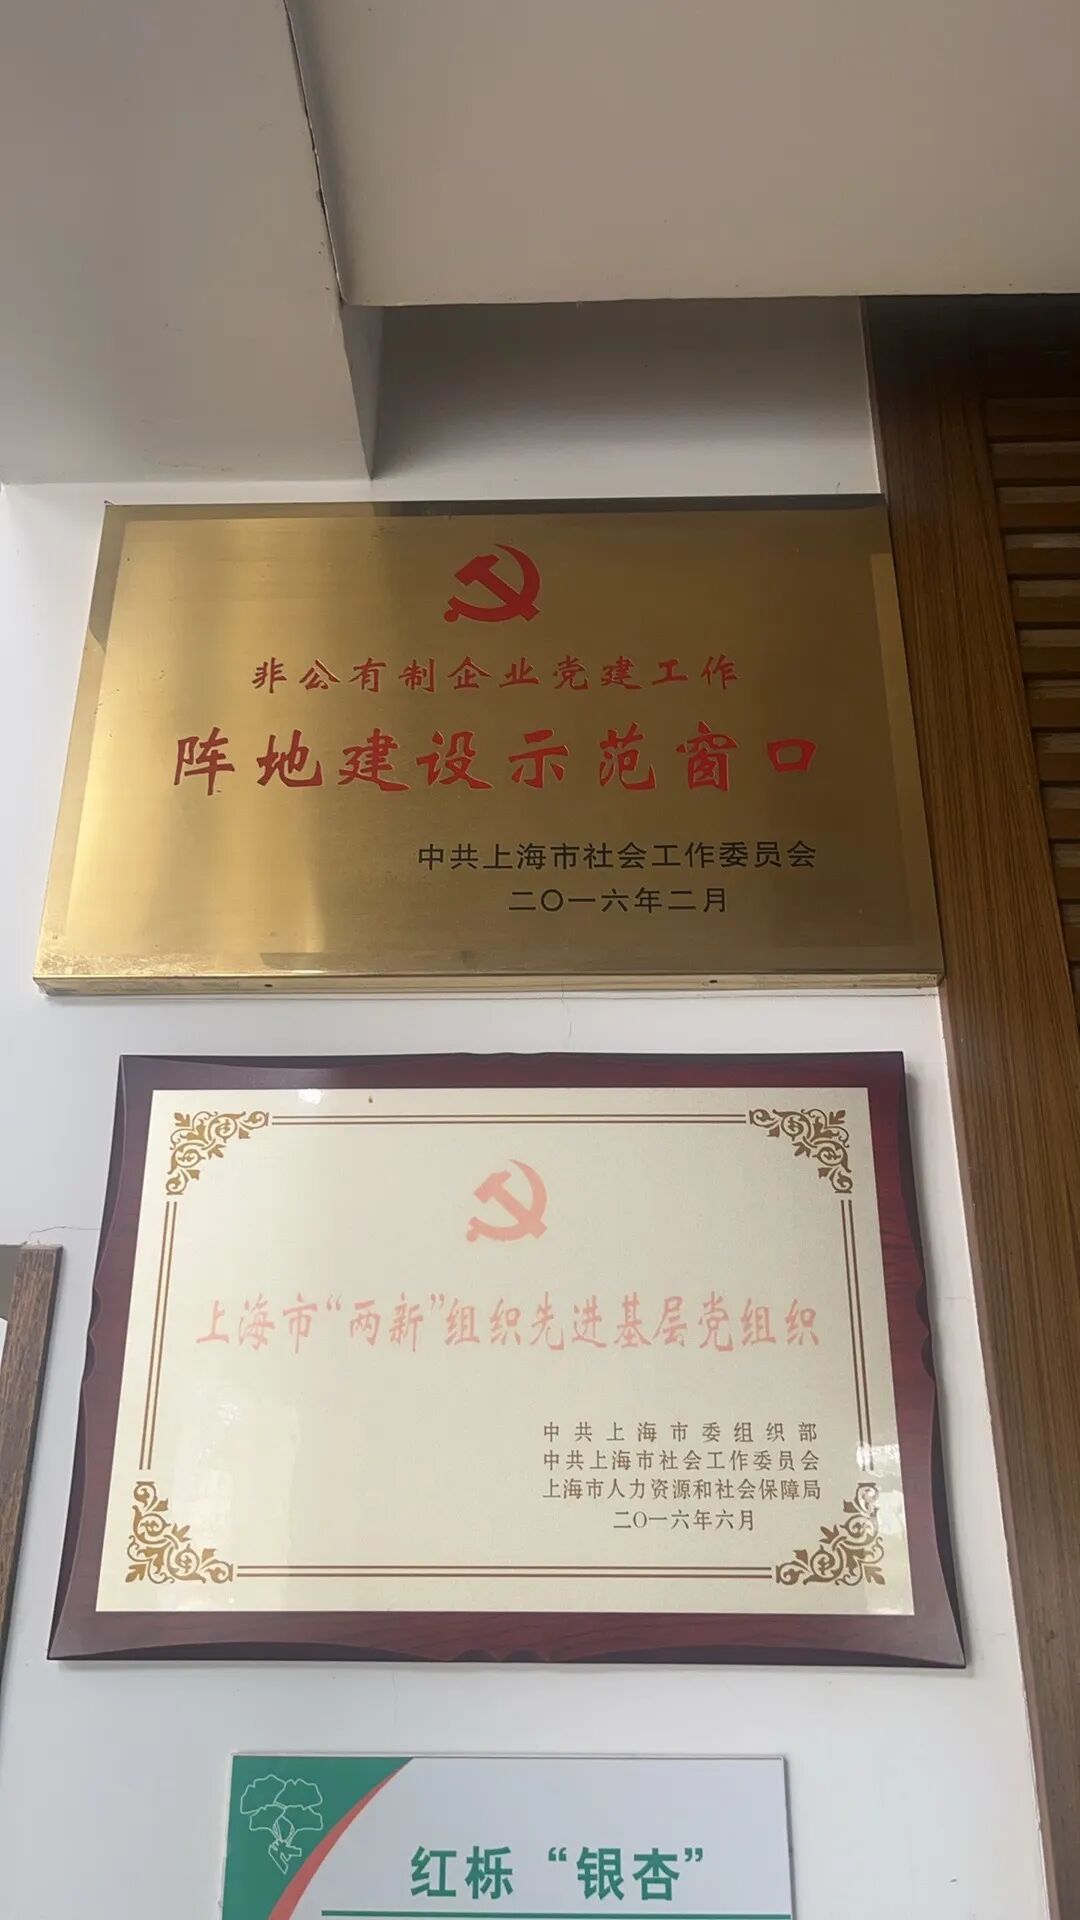 非公有制企业党建工作
阵地建设示范窗口
中共上海市社会工作委员会
二〇一六年二月
上海市“两新”组织先进基层党组织
中共上海市委组织部
中共上海市社会工作委员会
上海市人力资源和社会保障局
二〇一六年六月
红栎“银杏”